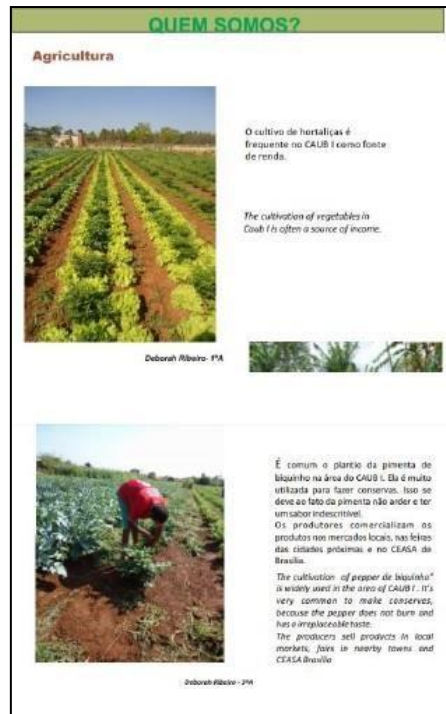 QUEM SOMOS?
Agricultura
O cultivo de hortaliças é
frequente no CAUB I como fonte
de renda.
The cultivation of vegetables in
Caub I is often a source of income.
Deborah Ribeiro- 1ºA
É comum o plantio da pimenta de
biquinho na área do CAUB I. Ela é muito
utilizada para fazer conservas. Isso se
deve ao fato da pimenta não arder e ter
um sabor indescritível.
Os produtores comercializam os
produtos nos mercados locais, nas feiras
das cidades próximas e no CEASA de
Brasília.
The cultivation of pepper de biquinho"
is widely used in the area of CAUB I . It's
very common to make conserves,
because the pepper does not burn and
has a irreplaceable taste.
The producers sell products in local
markets, fairs in nearby towns and
CEASA Brasília
Deborah Ribeiro -